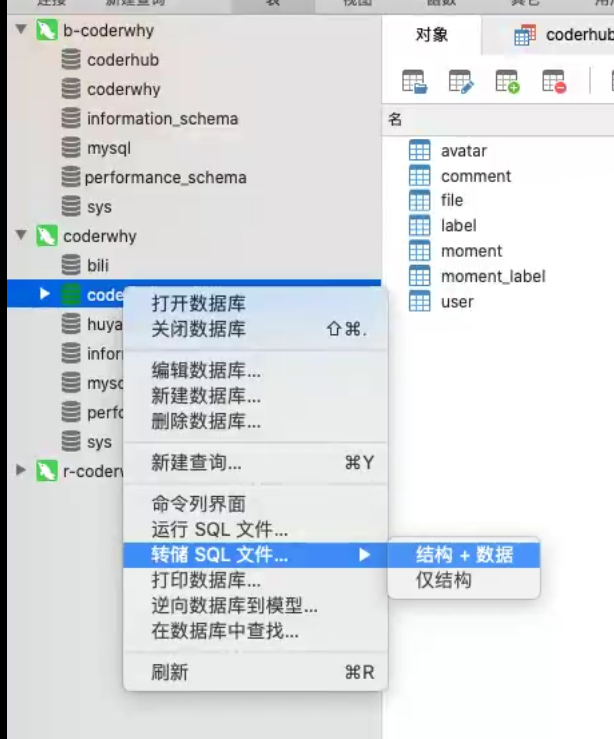 连接 新建查询 表 视图 函数 其它
b-coderwhy
coderhub
coderwhy
information_schema
mysql
performance_schema
sys
coderwhy
bili
code
huya
infor
mysq
perfo
sys
r-coderw
打开数据库
关闭数据库 ⇧⌘.
编辑数据库...
新建数据库...
删除数据库...
新建查询... ⌘Y
命令列界面
运行 SQL 文件...
转储 SQL 文件... ▶
打印数据库...
逆向数据库到模型...
在数据库中查找...
刷新 ⌘R
结构 + 数据
仅结构
对象 coderhub
名
avatar
comment
file
label
moment
moment_label
user